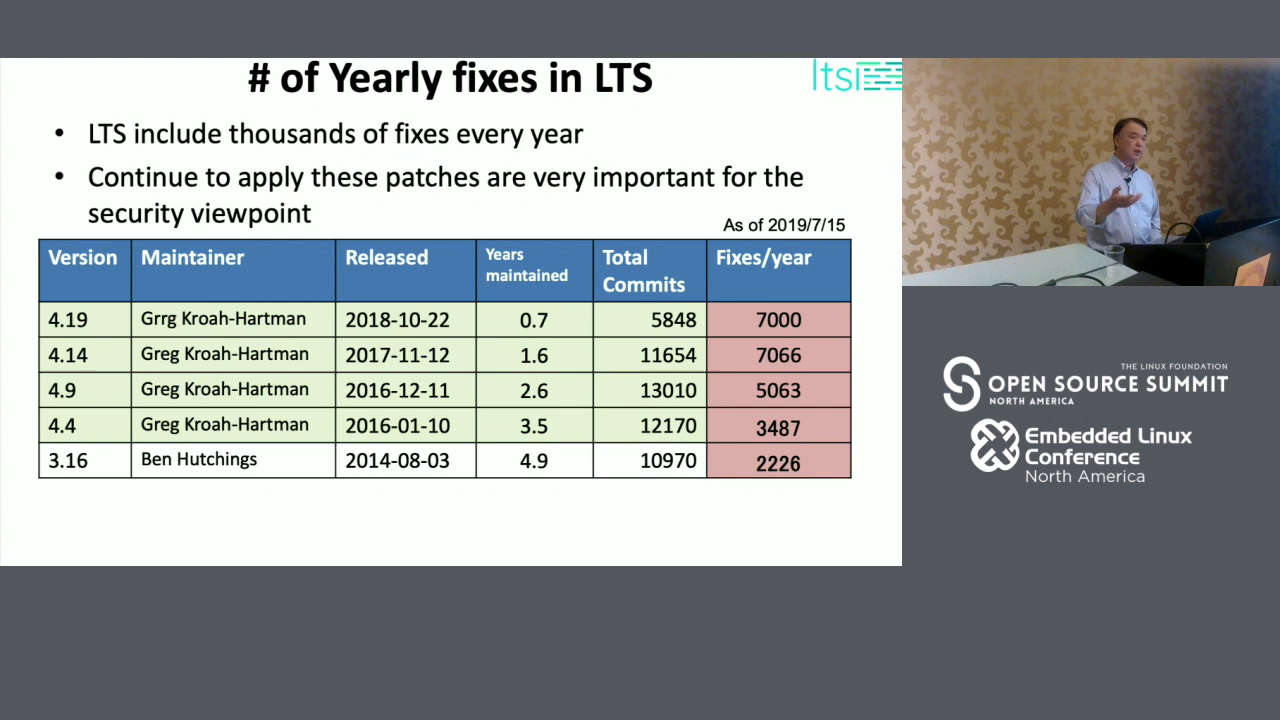 # of Yearly fixes in LTS
ltsi
• LTS include thousands of fixes every year
• Continue to apply these patches are very important for the
security viewpoint
As of 2019/7/15
Version Maintainer Released Years maintained Total Commits Fixes/year
4.19 Grrg Kroah-Hartman 2018-10-22 0.7 5848 7000
4.14 Greg Kroah-Hartman 2017-11-12 1.6 11654 7066
4.9 Greg Kroah-Hartman 2016-12-11 2.6 13010 5063
4.4 Greg Kroah-Hartman 2016-01-10 3.5 12170 3487
3.16 Ben Hutchings 2014-08-03 4.9 10970 2226
THE LINUX FOUNDATION
OPEN SOURCE SUMMIT
NORTH AMERICA
Embedded Linux
Conference
North America